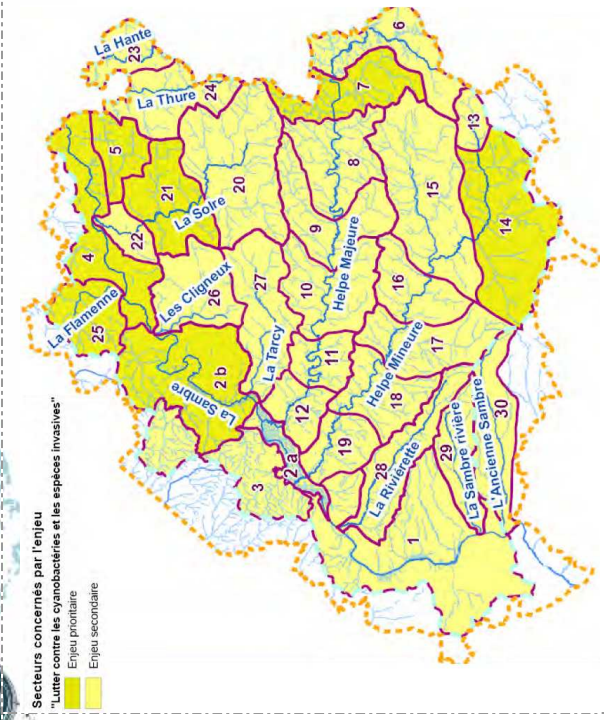 Secteurs concernés par l'enjeu
"Lutter contre les cyanobactéries et les espèces invasives"
Enjeu prioritaire
Enjeu secondaire
La Hante
23
La Thure
24
6
7
5
21
La Solre
20
22
4
La Flamenne
25
Les Cligneux
26
2 b
La Sambre
La Tarcy
27
9
8
10
Helpe Majeure
13
15
14
16
11
12
2 a
3
Helpe Mineure
17
18
19
28
La Riviérette
29
La Sambre rivière
L'Ancienne Sambre
30
1